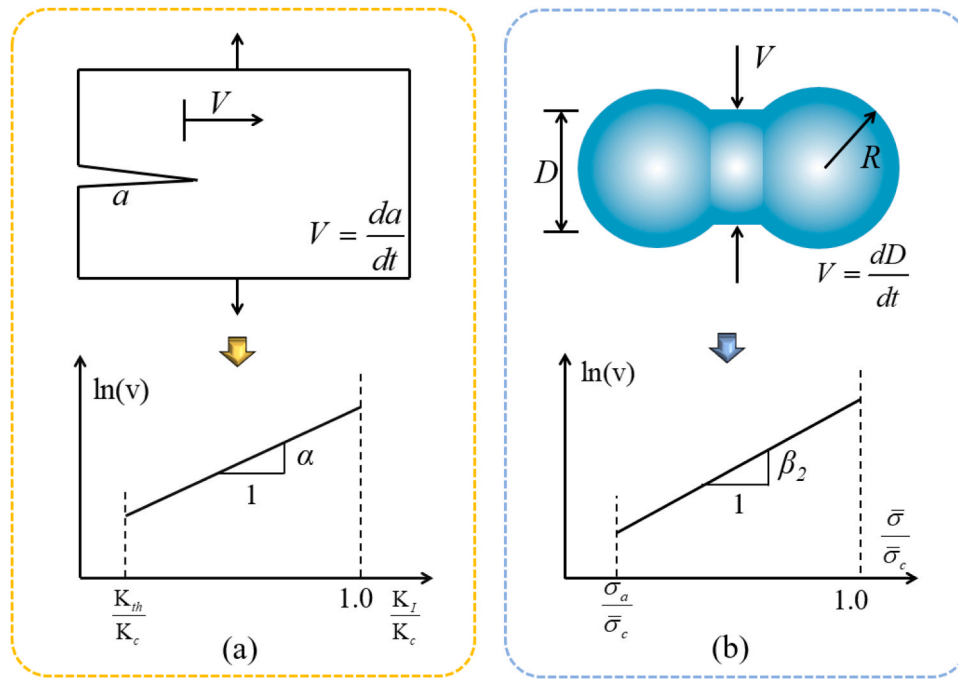 V
a
V = da/dt
ln(v)
α
1
K_th/K_c
1.0
K_I/K_c
(a)
V
D
R
V = dD/dt
ln(v)
β_2
1
σ_a/σ̄_c
1.0
σ̄/σ̄_c
(b)